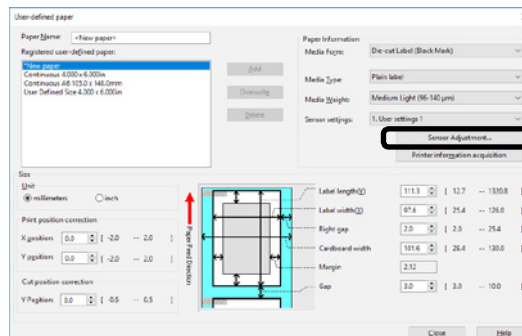 User-defined paper
Paper Name: <New paper>
Registered user-defined paper:
*New paper
Continuous 4.000 x 6.000in
Continuous A6 105.0 x 148.0mm
User Defined Size 4.000 x 6.000in
Add
Overwrite
Delete
Paper Information
Media Form: Die-cut Label (Black Mark)
Media Type: Plain label
Media Weight: Medium Light (96-140 μm)
Sensor settings: 1. User settings 1
Sensor Adjustment...
Printer information acquisition
Size
Unit
millimeters inch
Print position correction
X position 0.0 [ -2.0 -- 2.0 ]
Y position 0.0 [ -2.0 -- 2.0 ]
Cut position correction
Y Position 0.0 [ -0.5 -- 0.5 ]
Paper Feed Direction
Label length(Y) 111.3 [ 12.7 -- 1320.8
Label width(X) 97.6 [ 25.4 -- 126.0
Right gap 2.0 [ 2.0 -- 25.4
Cardboard width 101.6 [ 28.4 -- 130.0
Margin 2.12
Gap 3.0 [ 3.0 -- 10.0
Close Help